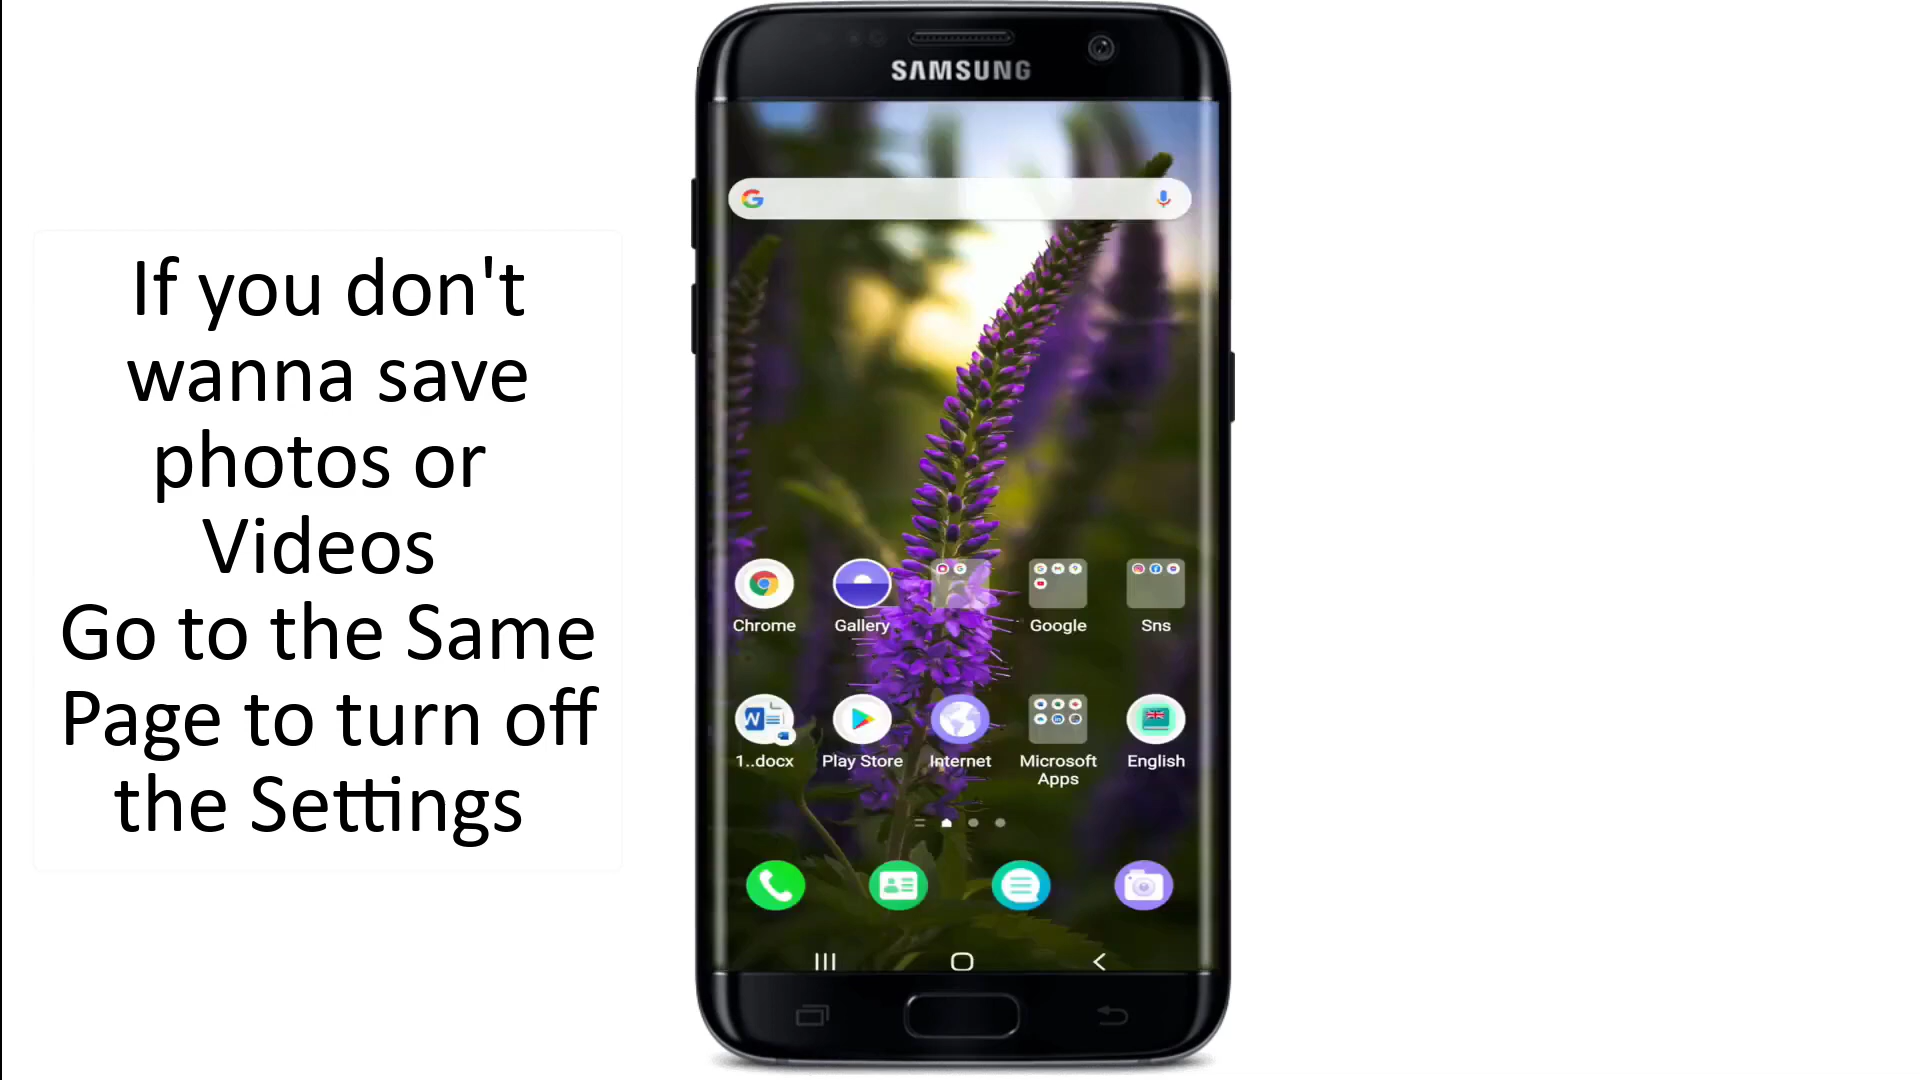 If you don't
wanna save
photos or
Videos
Go to the Same
Page to turn off
the Settings
SAMSUNG
Chrome
Gallery
Google
Sns
1..docx
Play Store
Internet
Microsoft
Apps
English